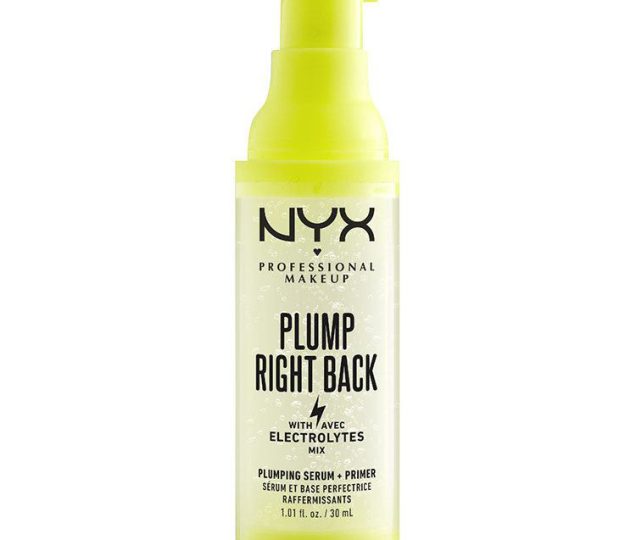 NYX
PROFESSIONAL
MAKEUP
PLUMP
RIGHT BACK
WITH AVEC
ELECTROLYTES
MIX
PLUMPING SERUM + PRIMER
SÉRUM ET BASE PERFECTRICE
RAFFERMISSANTS
1.01 fl. oz. / 30 mL